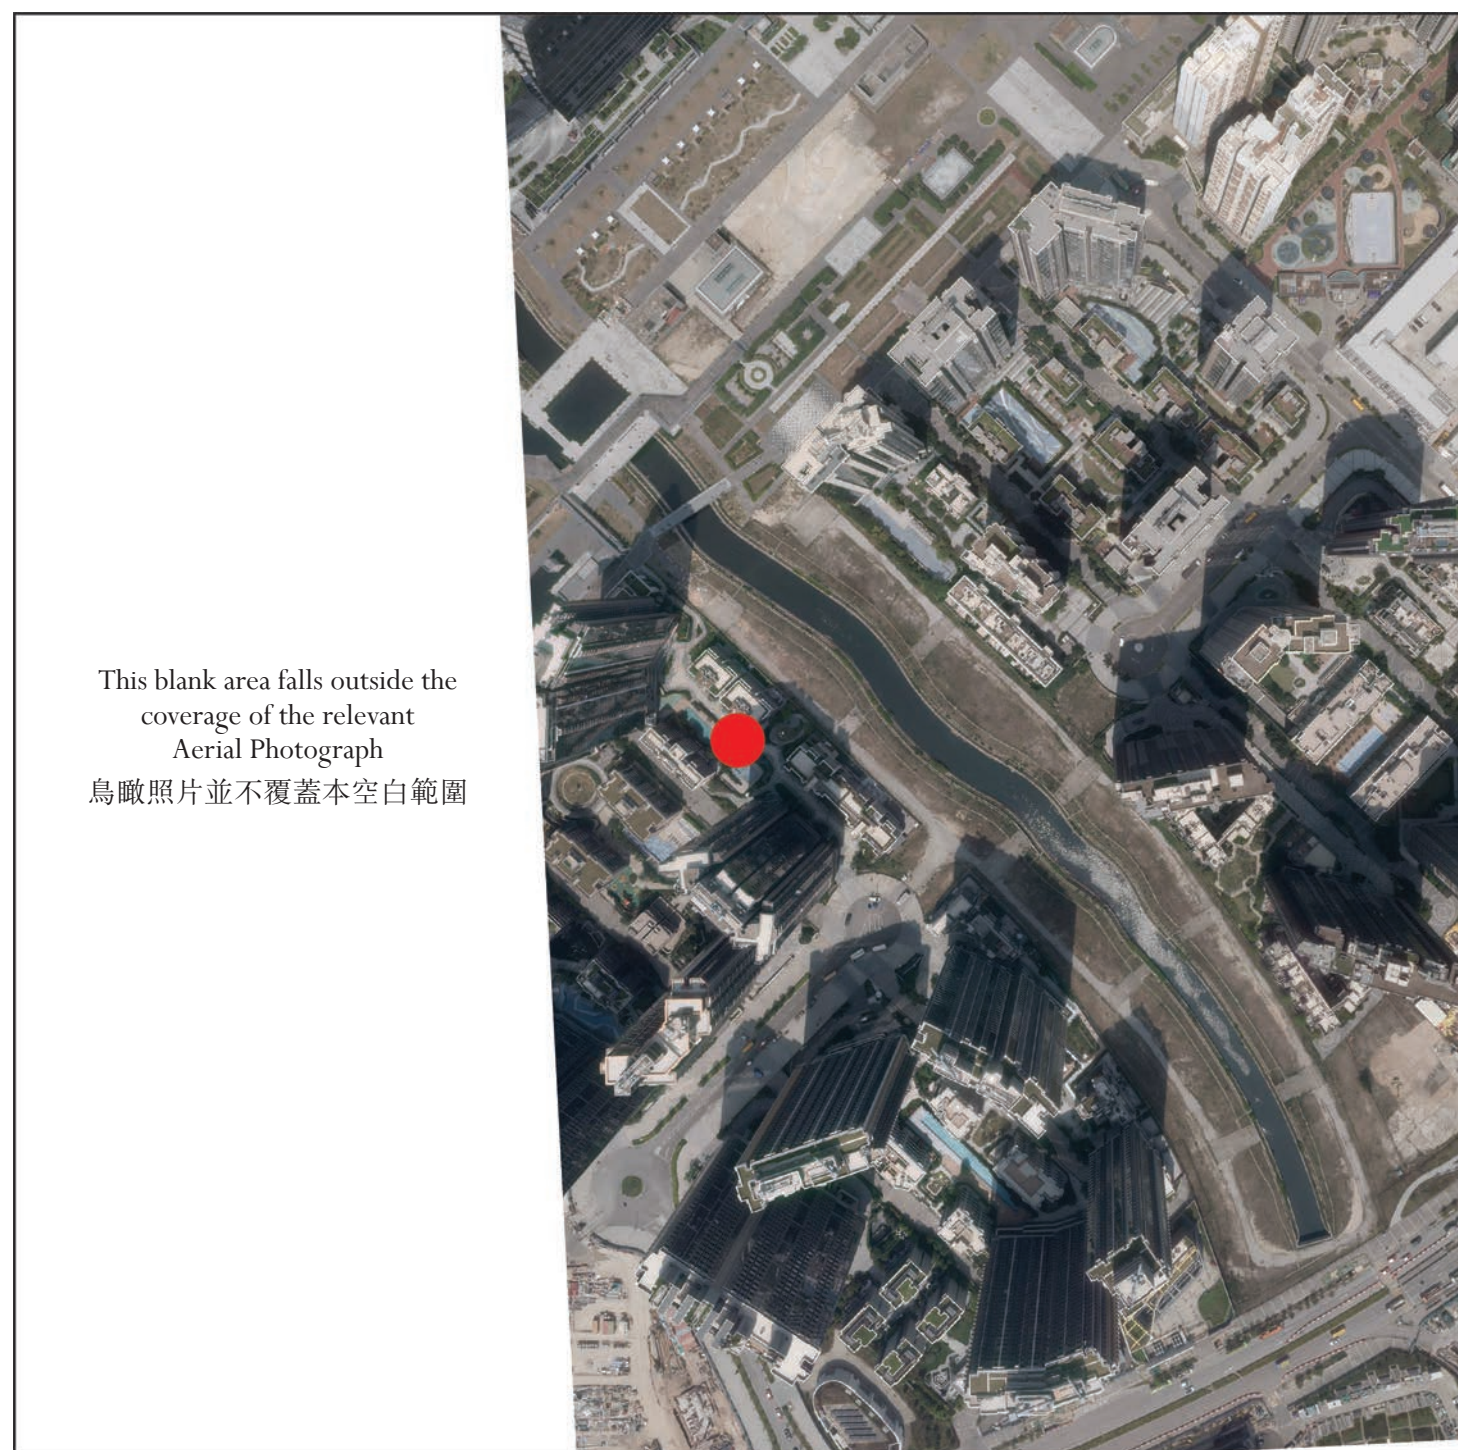 This blank area falls outside the
coverage of the relevant
Aerial Photograph
鳥瞰照片並不覆蓋本空白範圍